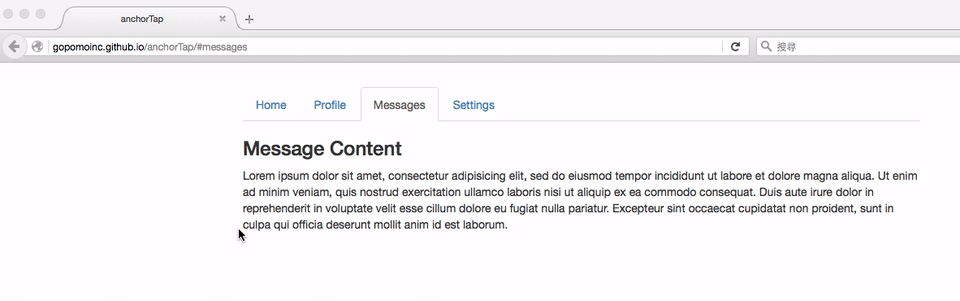 anchorTap
gopomoinc.github.io/anchorTap/#messages
搜尋
Home Profile Messages Settings
Message Content
Lorem ipsum dolor sit amet, consectetur adipisicing elit, sed do eiusmod tempor incididunt ut labore et dolore magna aliqua. Ut enim
ad minim veniam, quis nostrud exercitation ullamco laboris nisi ut aliquip ex ea commodo consequat. Duis aute irure dolor in
reprehenderit in voluptate velit esse cillum dolore eu fugiat nulla pariatur. Excepteur sint occaecat cupidatat non proident, sunt in
culpa qui officia deserunt mollit anim id est laborum.